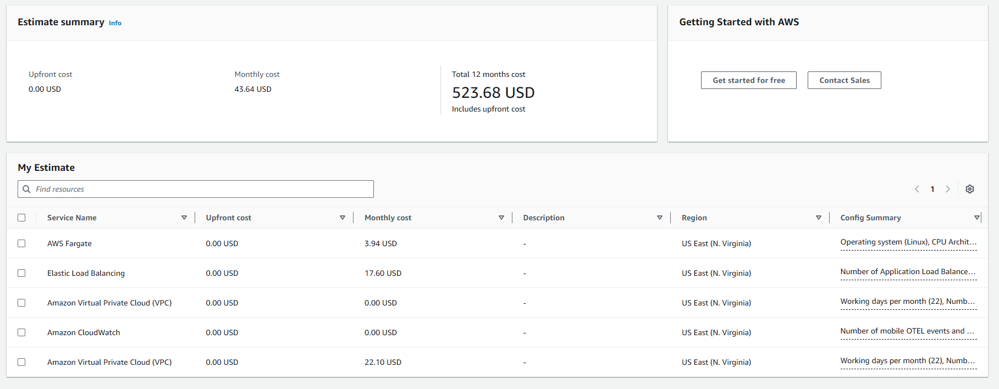 Estimate summary Info
Upfront cost
0.00 USD
Monthly cost
43.64 USD
Total 12 months cost
523.68 USD
Includes upfront cost
Getting Started with AWS
Get started for free
Contact Sales
My Estimate
Find resources
1
Service Name Upfront cost Monthly cost Description Region Config Summary
AWS Fargate 0.00 USD 3.94 USD - US East (N. Virginia) Operating system (Linux), CPU Archit...
Elastic Load Balancing 0.00 USD 17.60 USD - US East (N. Virginia) Number of Application Load Balance...
Amazon Virtual Private Cloud (VPC) 0.00 USD 0.00 USD - US East (N. Virginia) Working days per month (22), Numb...
Amazon CloudWatch 0.00 USD 0.00 USD - US East (N. Virginia) Number of mobile OTEL events and ...
Amazon Virtual Private Cloud (VPC) 0.00 USD 22.10 USD - US East (N. Virginia) Working days per month (22), Numb...